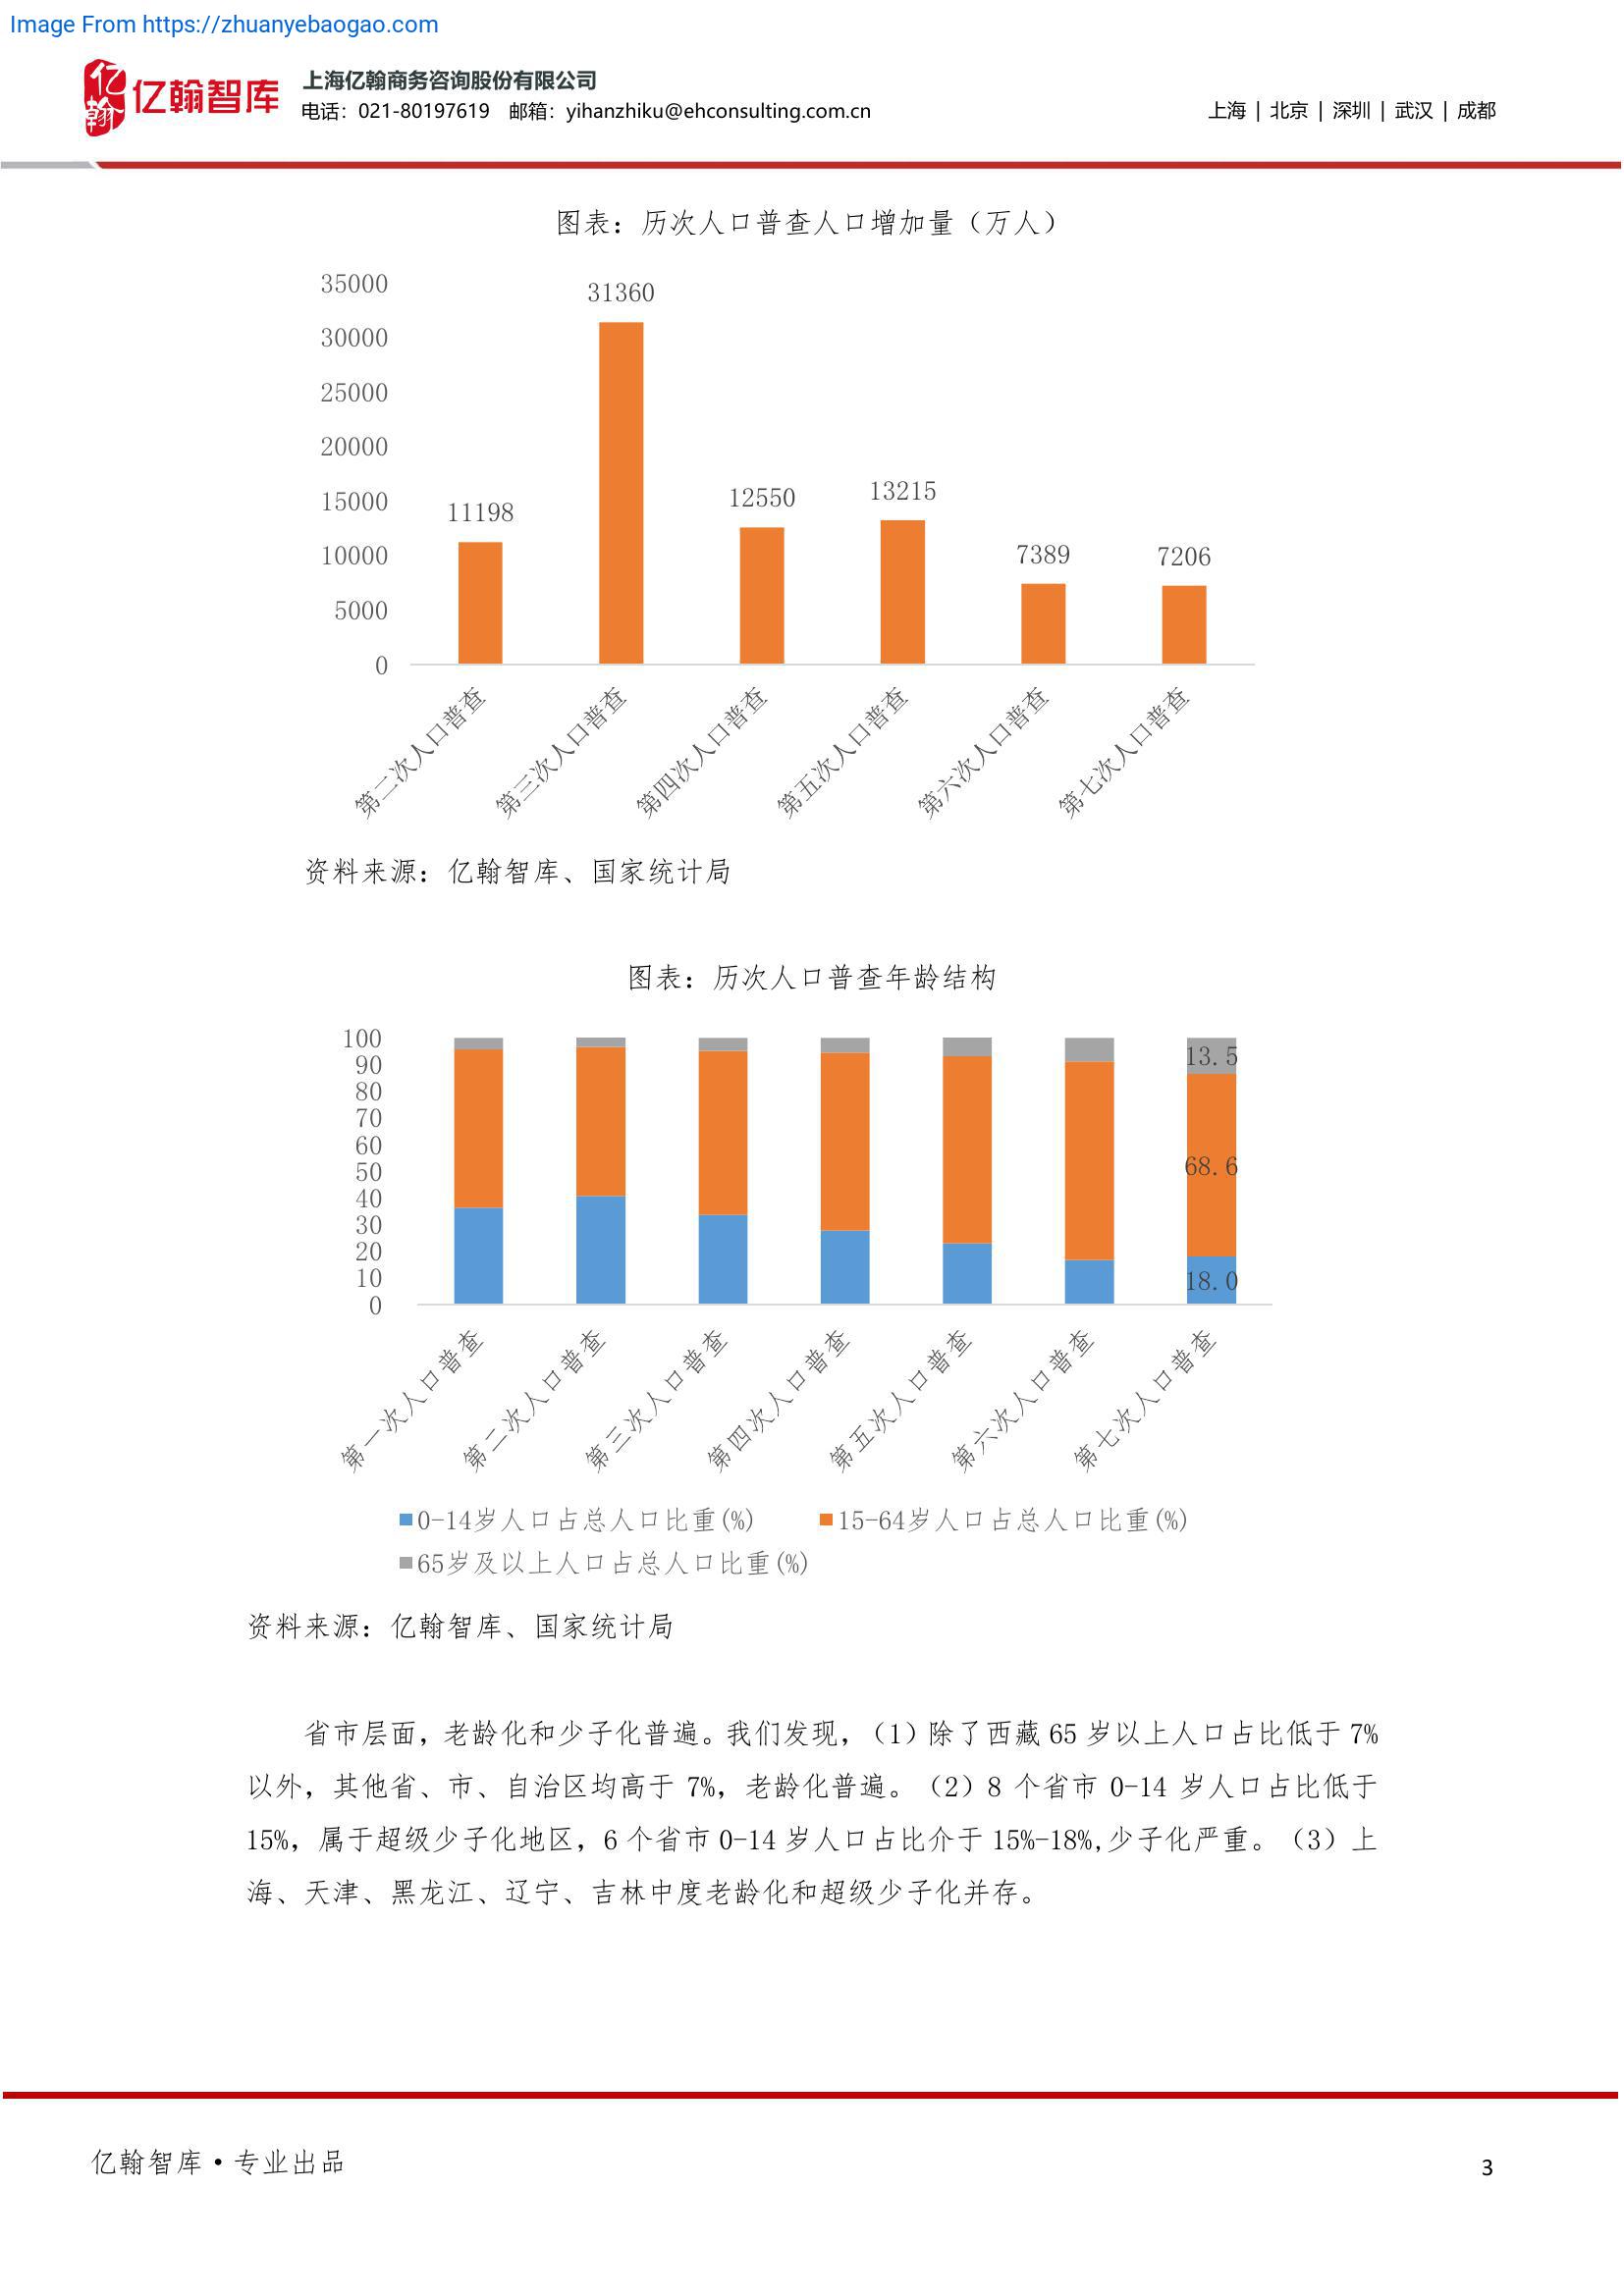 Image From https://zhuanyebaogao.com
亿翰
亿翰智库
上海亿翰商务咨询股份有限公司
电话：021-80197619 邮箱：yihanzhiku@ehconsulting.com.cn
上海 | 北京 | 深圳 | 武汉 | 成都
图表：历次人口普查人口增加量（万人）
35000
30000
25000
20000
15000
10000
5000
0
11198
31360
12550
13215
7389
7206
第二次人口普查
第三次人口普查
第四次人口普查
第五次人口普查
第六次人口普查
第七次人口普查
资料来源：亿翰智库、国家统计局
图表：历次人口普查年龄结构
100
90
80
70
60
50
40
30
20
10
0
13.5
68.6
18.0
第一次人口普查
第二次人口普查
第三次人口普查
第四次人口普查
第五次人口普查
第六次人口普查
第七次人口普查
0-14岁人口占总人口比重(%)
15-64岁人口占总人口比重(%)
65岁及以上人口占总人口比重(%)
资料来源：亿翰智库、国家统计局
省市层面，老龄化和少子化普遍。我们发现，（1）除了西藏 65 岁以上人口占比低于 7%
以外，其他省、市、自治区均高于 7%，老龄化普遍。（2）8 个省市 0-14 岁人口占比低于
15%，属于超级少子化地区，6 个省市 0-14 岁人口占比介于 15%-18%,少子化严重。（3）上
海、天津、黑龙江、辽宁、吉林中度老龄化和超级少子化并存。
亿翰智库·专业出品
3